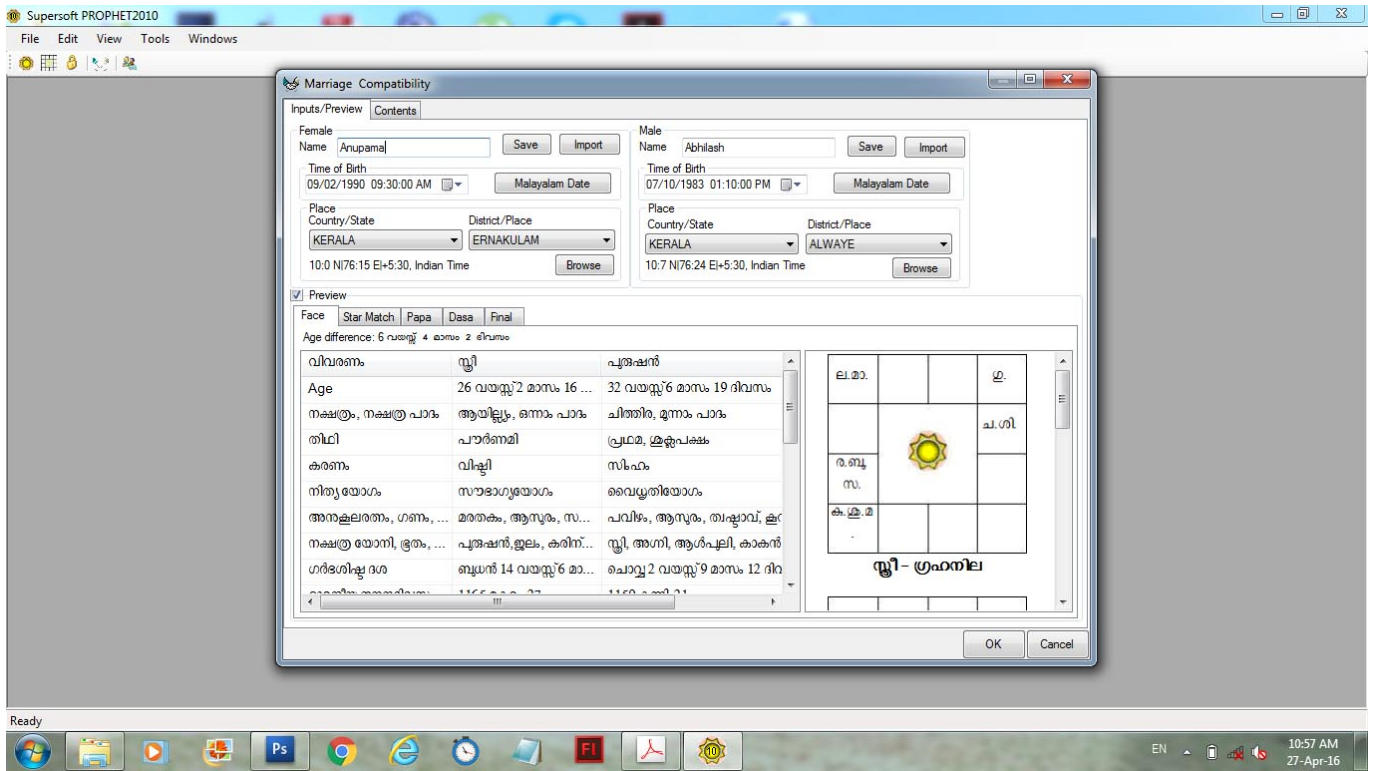 Supersoft PROPHET2010
File Edit View Tools Windows
Marriage Compatibility
Inputs/Preview Contents
Female
Name Anupama Save Import
Time of Birth
09/02/1990 09:30:00 AM Malayalam Date
Place
Country/State District/Place
KERALA ERNAKULAM
10:0 N|76:15 E|+5:30, Indian Time Browse
Male
Name Abhilash Save Import
Time of Birth
07/10/1983 01:10:00 PM Malayalam Date
Place
Country/State District/Place
KERALA ALWAYE
10:7 N|76:24 E|+5:30, Indian Time Browse
Preview
Face Star Match Papa Dasa Final
Age difference: 6 വയസ്സ് 4 മാസം 2 ദിവസം
വിവരണം സ്ത്രീ പുരുഷൻ
Age 26 വയസ്സ് 2 മാസം 16 ... 32 വയസ്സ് 6 മാസം 19 ദിവസം
നക്ഷത്രം, നക്ഷത്ര പാദം ആയില്ല്യം, ഒന്നാം പാദം ചിത്തിര, മൂന്നാം പാദം
തിഥി പൗർണമി പ്രഥമ, ശുക്ലപക്ഷം
കരണം വിഷ്ടി സിംഹം
നിത്യ യോഗം സൗഭാഗ്യയോഗം വൈധൃതിയോഗം
അനുകൂലരത്നം, ഗണം, ... മരതകം, ആസുരം, സ... പവിഴം, ആസുരം, ത്വഷ്ടാവ്,
നക്ഷത്ര യോനി, ഭൂതം, ... പുരുഷൻ,ജലം, കരിന്... സ്ത്രീ, അഗ്നി, ആൾപുലി, കാകൻ
ഗർഭശിഷ്ട ദശ ബുധൻ 14 വയസ്സ് 6 മാ... ചൊവ്വ 2 വയസ്സ് 9 മാസം 12 ദിവ
ല.മാ. ഗു.
ച.ശി.
ര.ബു
സ.
കു.ശു.മ
.
സ്ത്രീ - ഗ്രഹനില
OK Cancel
Ready
Ps
Fl
10
EN
10:57 AM
27-Apr-16